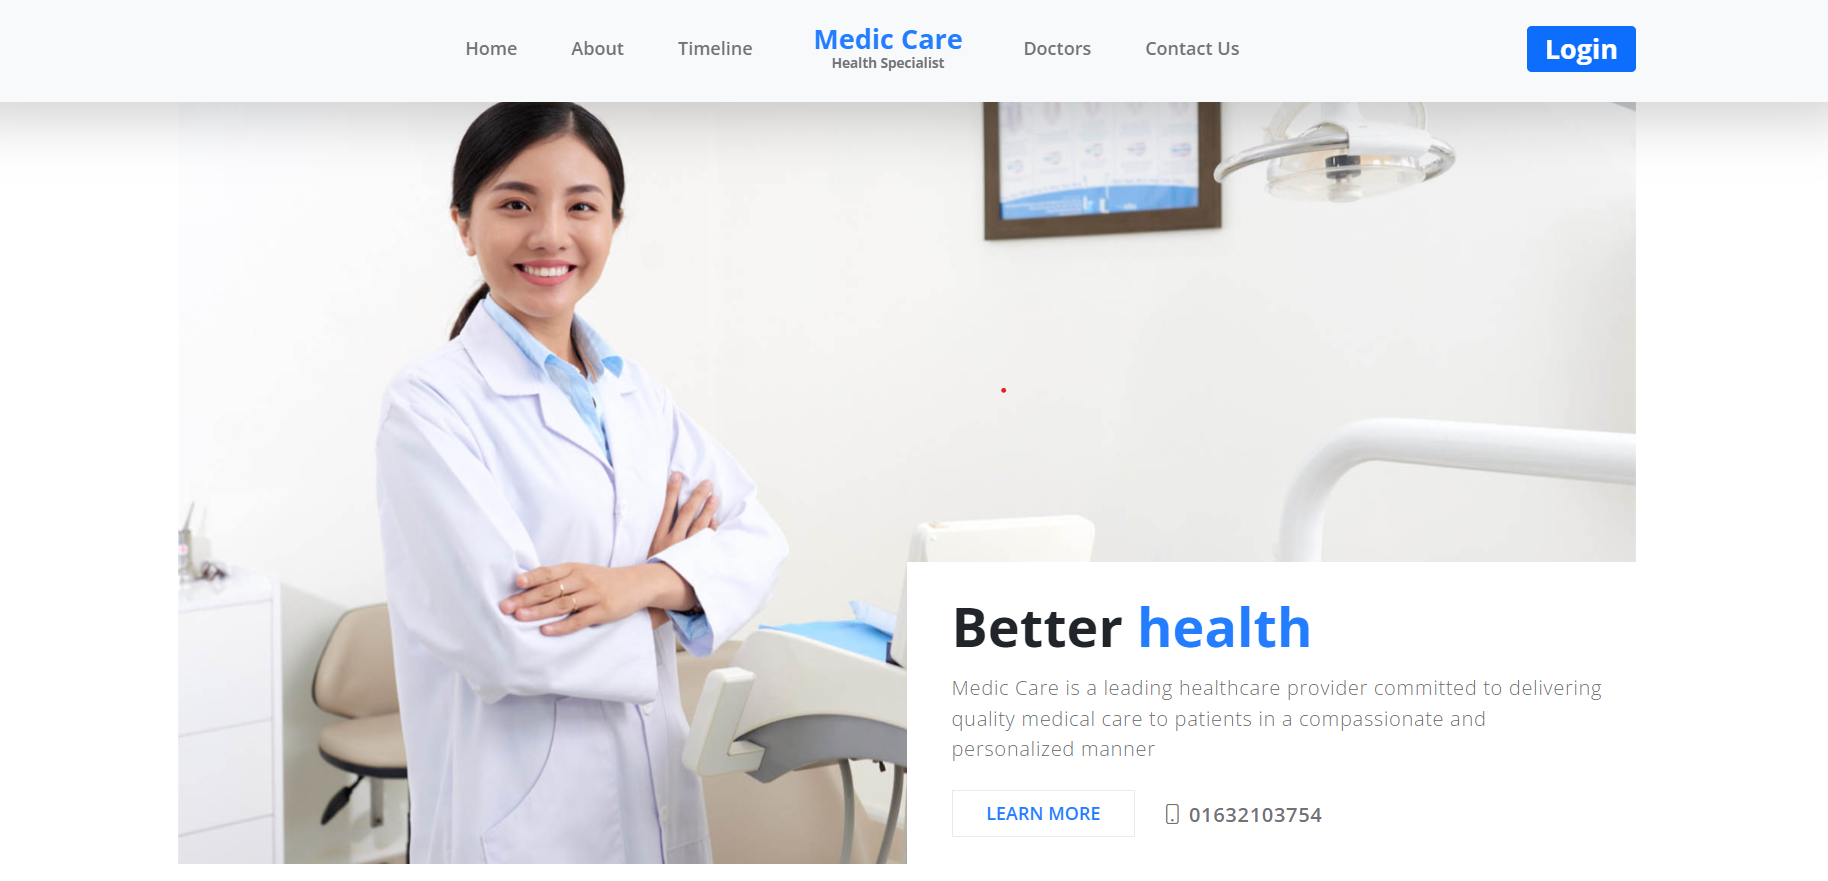 Home
About
Timeline
Medic Care
Health Specialist
Doctors
Contact Us
Login
Better health
Medic Care is a leading healthcare provider committed to delivering
quality medical care to patients in a compassionate and
personalized manner
LEARN MORE
01632103754